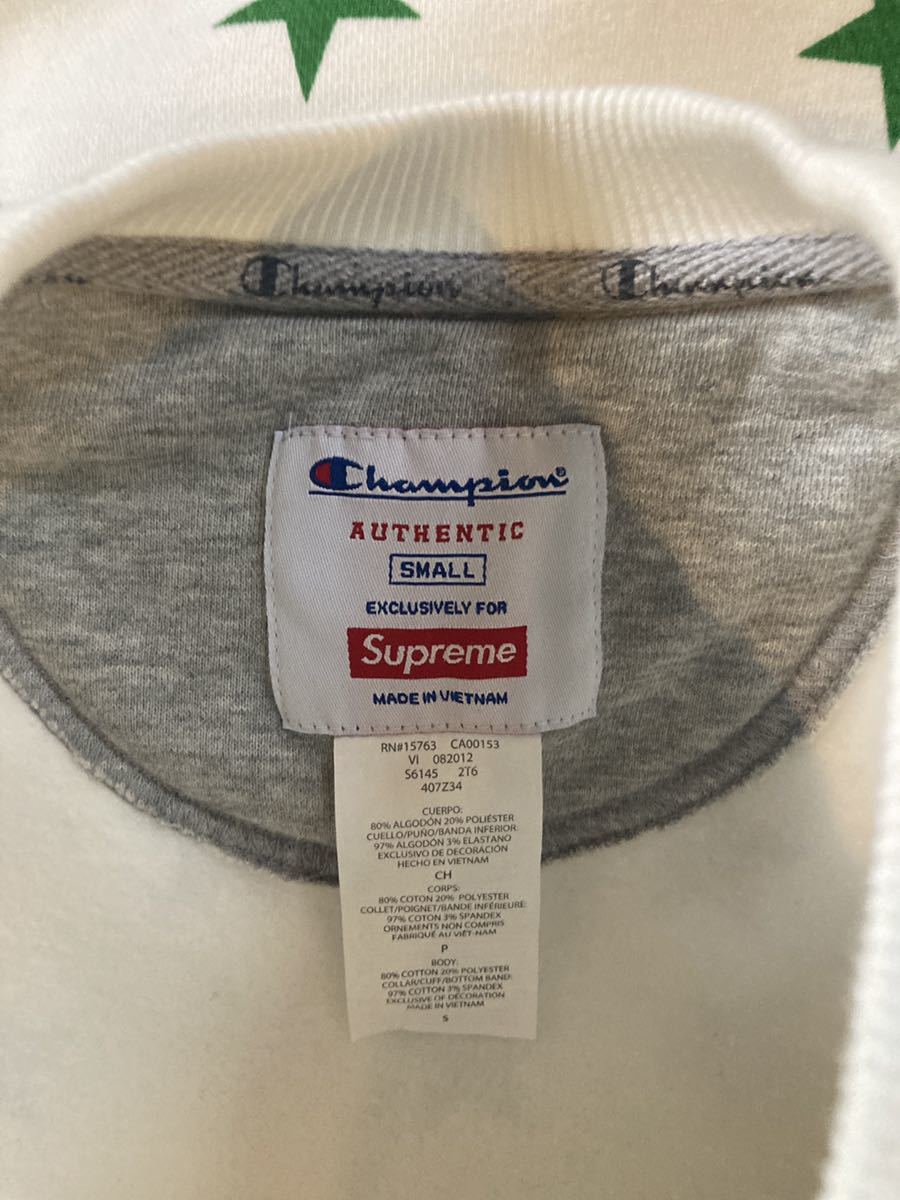 Champion Champion
Champion®
AUTHENTIC
SMALL
EXCLUSIVELY FOR
Supreme
MADE IN VIETNAM
RN#15763 CA00153
VI 082012
S6145 2T6
407Z34
CUERPO:
80% ALGODÓN 20% POLIÉSTER
CUELLO/PUÑO/BANDA INFERIOR:
97% ALGODÓN 3% ELASTANO
EXCLUSIVO DE DECORACIÓN
HECHO EN VIETNAM
CH
CORPS:
80% COTON 20% POLYESTER
COLLET/POIGNET/BANDE INFÉRIEURE:
97% COTON 3% SPANDEX
ORNEMENTS NON COMPRIS
FABRIQUÉ AU VIÊT-NAM
P
BODY:
80% COTTON 20% POLYESTER
COLLAR/CUFF/BOTTOM BAND:
97% COTTON 3% SPANDEX
EXCLUSIVE OF DECORATION
MADE IN VIETNAM
S